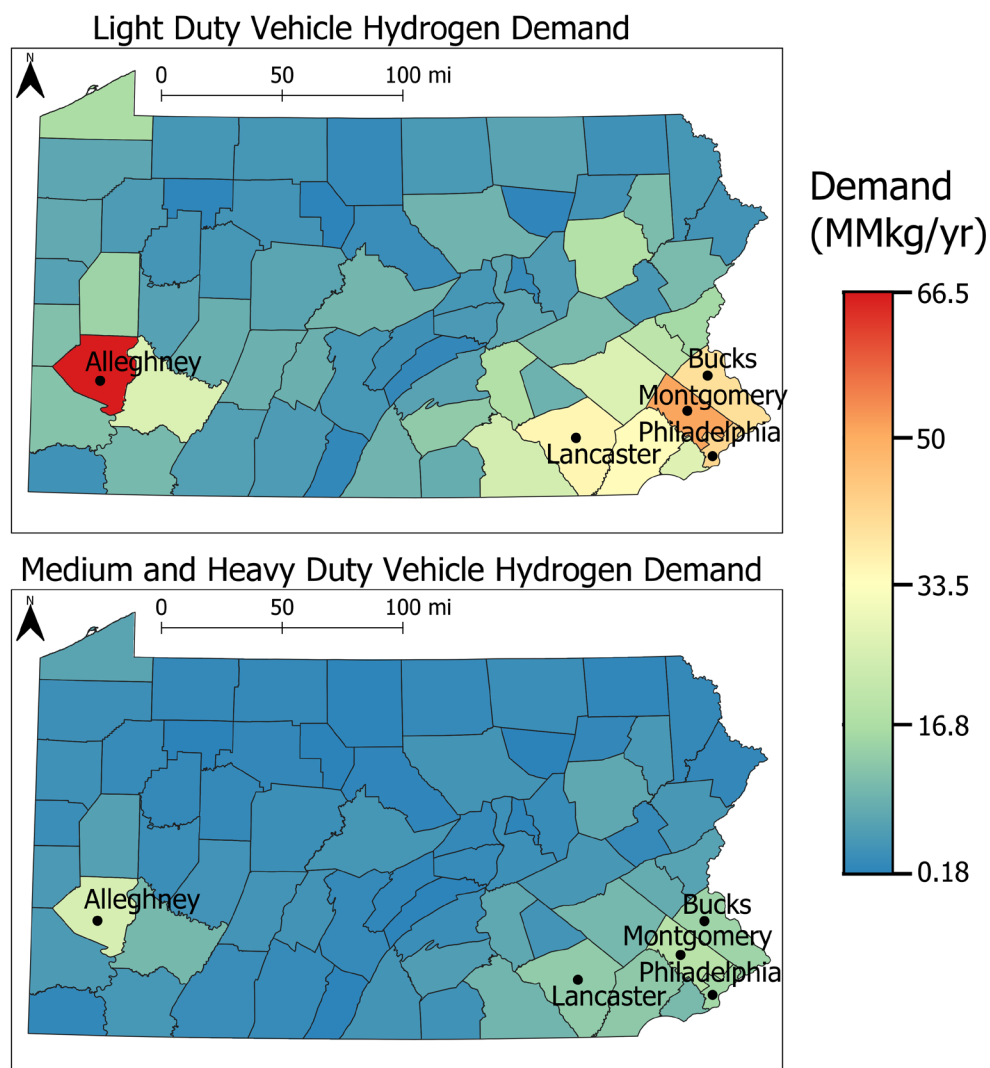 Light Duty Vehicle Hydrogen Demand
N
0 50 100 mi
Alleghney
Bucks
Montgomery
Philadelphia
Lancaster
Demand
(MMkg/yr)
66.5
50
33.5
16.8
0.18
Medium and Heavy Duty Vehicle Hydrogen Demand
N
0 50 100 mi
Alleghney
Bucks
Montgomery
Philadelphia
Lancaster